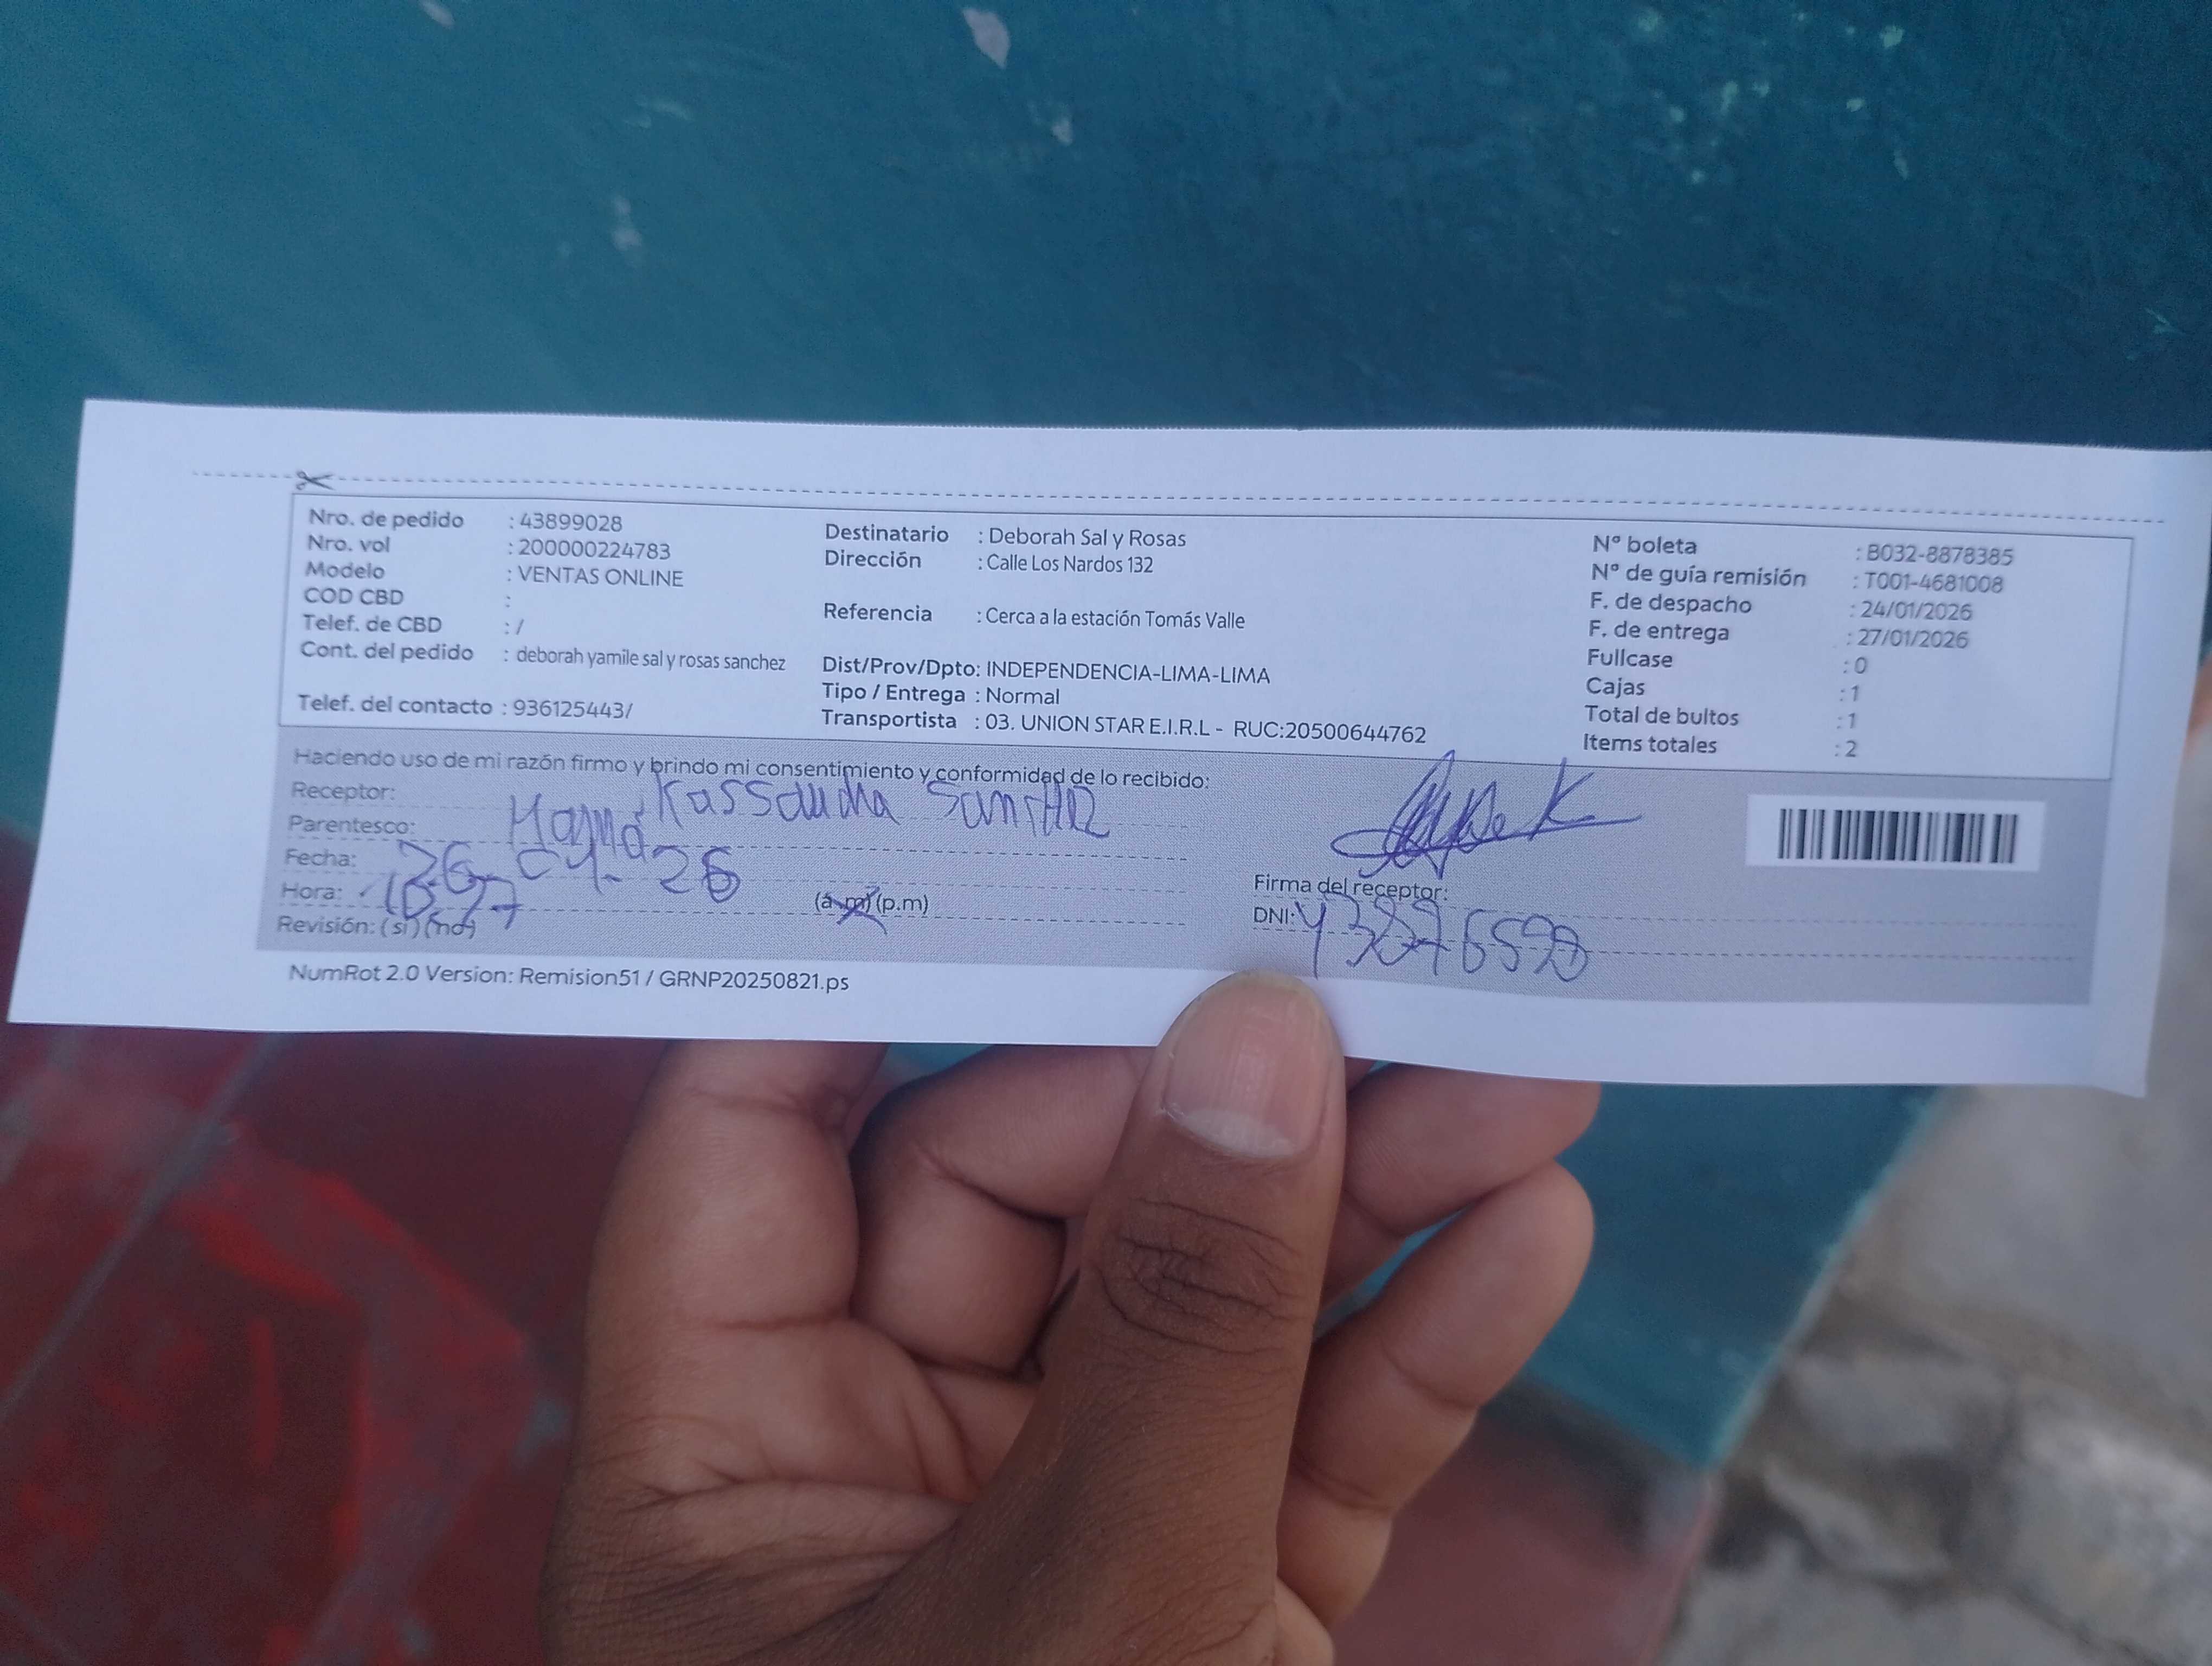 Nro. de pedido : 43899028
Nro. vol : 200000224783
Modelo : VENTAS ONLINE
COD CBD :
Telef. de CBD : /
Cont. del pedido : deborah yamile sal y rosas sanchez
Telef. del contacto : 936125443/
Destinatario : Deborah Sal y Rosas
Dirección : Calle Los Nardos 132
Referencia : Cerca a la estación Tomás Valle
Dist/Prov/Dpto: INDEPENDENCIA-LIMA-LIMA
Tipo / Entrega : Normal
Transportista : 03. UNION STAR E.I.R.L - RUC:20500644762
N° boleta : B032-8878385
N° de guía remisión : T001-4681008
F. de despacho : 24/01/2026
F. de entrega : 27/01/2026
Fullcase : 0
Cajas : 1
Total de bultos : 1
Items totales : 2
Haciendo uso de mi razón firmo y brindo mi consentimiento y conformidad de lo recibido:
Receptor: Kassandra
Parentesco: Mamá
Fecha:
Hora: (a.m) (p.m)
Revisión: (si) (no)
Firma del receptor:
DNI:
NumRot 2.0 Version: Remision51 / GRNP20250821.ps